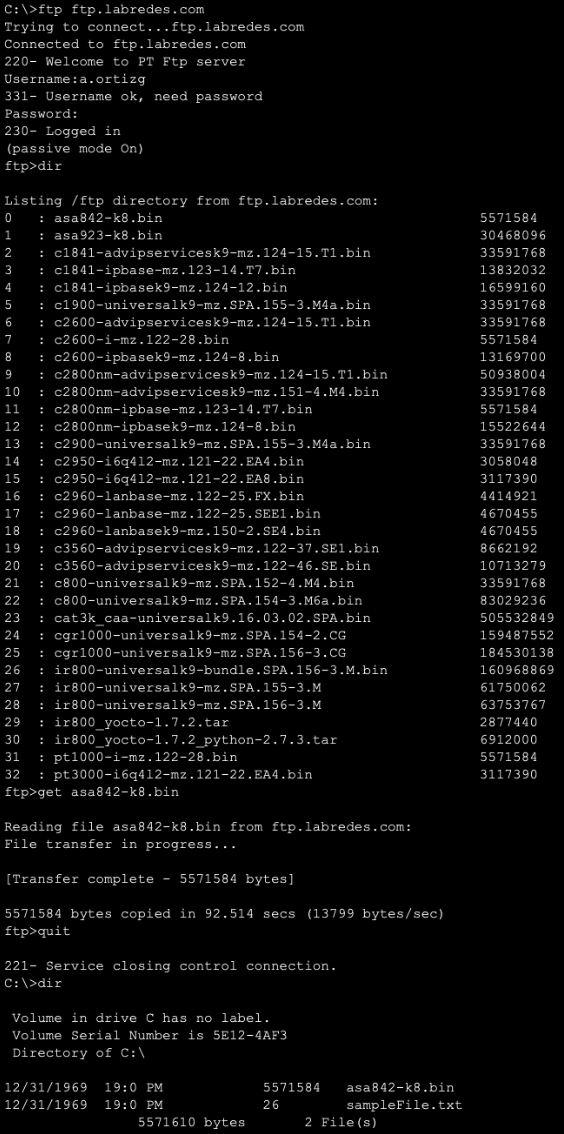 C:\>ftp ftp.labredes.com
Trying to connect...ftp.labredes.com
Connected to ftp.labredes.com
220- Welcome to PT Ftp server
Username:a.ortizg
331- Username ok, need password
Password:
230- Logged in
(passive mode On)
ftp>dir
Listing /ftp directory from ftp.labredes.com:
0 : asa842-k8.bin 5571584
1 : asa923-k8.bin 30468096
2 : c1841-advipservicesk9-mz.124-15.T1.bin 33591768
3 : c1841-ipbase-mz.123-14.T7.bin 13832032
4 : c1841-ipbasek9-mz.124-12.bin 16599160
5 : c1900-universalk9-mz.SPA.155-3.M4a.bin 33591768
6 : c2600-advipservicesk9-mz.124-15.T1.bin 33591768
7 : c2600-i-mz.122-28.bin 5571584
8 : c2600-ipbasek9-mz.124-8.bin 13169700
9 : c2800nm-advipservicesk9-mz.124-15.T1.bin 50938004
10 : c2800nm-advipservicesk9-mz.151-4.M4.bin 33591768
11 : c2800nm-ipbase-mz.123-14.T7.bin 5571584
12 : c2800nm-ipbasek9-mz.124-8.bin 15522644
13 : c2900-universalk9-mz.SPA.155-3.M4a.bin 33591768
14 : c2950-i6q4l2-mz.121-22.EA4.bin 3058048
15 : c2950-i6q4l2-mz.121-22.EA8.bin 3117390
16 : c2960-lanbase-mz.122-25.FX.bin 4414921
17 : c2960-lanbase-mz.122-25.SEE1.bin 4670455
18 : c2960-lanbasek9-mz.150-2.SE4.bin 4670455
19 : c3560-advipservicesk9-mz.122-37.SE1.bin 8662192
20 : c3560-advipservicesk9-mz.122-46.SE.bin 10713279
21 : c800-universalk9-mz.SPA.152-4.M4.bin 33591768
22 : c800-universalk9-mz.SPA.154-3.M6a.bin 83029236
23 : cat3k_caa-universalk9.16.03.02.SPA.bin 505532849
24 : cgr1000-universalk9-mz.SPA.154-2.CG 159487552
25 : cgr1000-universalk9-mz.SPA.156-3.CG 184530138
26 : ir800-universalk9-bundle.SPA.156-3.M.bin 160968869
27 : ir800-universalk9-mz.SPA.155-3.M 61750062
28 : ir800-universalk9-mz.SPA.156-3.M 63753767
29 : ir800_yocto-1.7.2.tar 2877440
30 : ir800_yocto-1.7.2_python-2.7.3.tar 6912000
31 : pt1000-i-mz.122-28.bin 5571584
32 : pt3000-i6q4l2-mz.121-22.EA4.bin 3117390
ftp>get asa842-k8.bin
Reading file asa842-k8.bin from ftp.labredes.com:
File transfer in progress...
[Transfer complete - 5571584 bytes]
5571584 bytes copied in 92.514 secs (13799 bytes/sec)
ftp>quit
221- Service closing control connection.
C:\>dir
Volume in drive C has no label.
Volume Serial Number is 5E12-4AF3
Directory of C:\
12/31/1969 19:0 PM 5571584 asa842-k8.bin
12/31/1969 19:0 PM 26 sampleFile.txt
5571610 bytes 2 File(s)